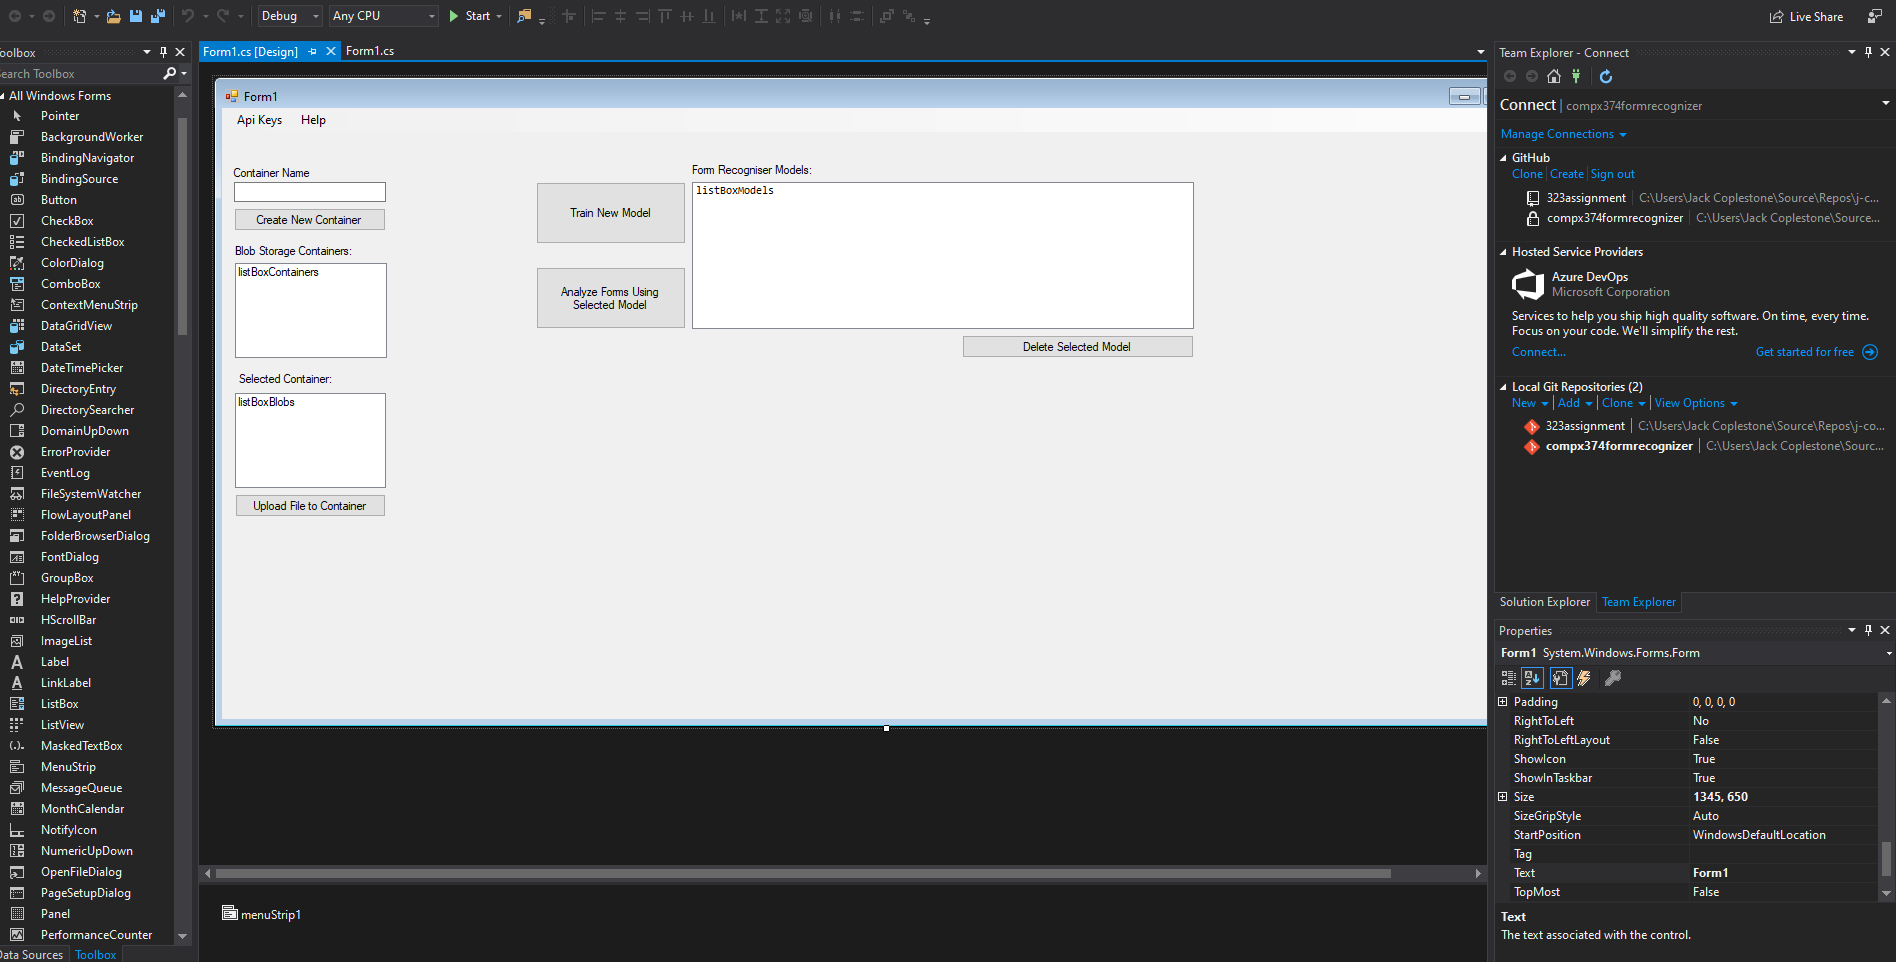 Debug
Any CPU
Start
Live Share
Toolbox
Search Toolbox
All Windows Forms
Pointer
BackgroundWorker
BindingNavigator
BindingSource
Button
CheckBox
CheckedListBox
ColorDialog
ComboBox
ContextMenuStrip
DataGridView
DataSet
DateTimePicker
DirectoryEntry
DirectorySearcher
DomainUpDown
ErrorProvider
EventLog
FileSystemWatcher
FlowLayoutPanel
FolderBrowserDialog
FontDialog
GroupBox
HelpProvider
HScrollBar
ImageList
Label
LinkLabel
ListBox
ListView
MaskedTextBox
MenuStrip
MessageQueue
MonthCalendar
NotifyIcon
NumericUpDown
OpenFileDialog
PageSetupDialog
Panel
PerformanceCounter
Data Sources Toolbox
Form1.cs [Design] Form1.cs
Form1
Api Keys Help
Container Name
Create New Container
Blob Storage Containers:
listBoxContainers
Selected Container:
listBoxBlobs
Upload File to Container
Train New Model
Analyze Forms Using
Selected Model
Form Recogniser Models:
listBoxModels
Delete Selected Model
menuStrip1
Team Explorer - Connect
Connect | compx374formrecognizer
Manage Connections
GitHub
Clone | Create | Sign out
323assignment | C:\Users\Jack Coplestone\Source\Repos\j-c...
compx374formrecognizer | C:\Users\Jack Coplestone\Source...
Hosted Service Providers
Azure DevOps
Microsoft Corporation
Services to help you ship high quality software. On time, every time.
Focus on your code. We'll simplify the rest.
Connect... Get started for free
Local Git Repositories (2)
New | Add | Clone | View Options
323assignment | C:\Users\Jack Coplestone\Source\Repos\j-co...
compx374formrecognizer | C:\Users\Jack Coplestone\Sourc...
Solution Explorer Team Explorer
Properties
Form1 System.Windows.Forms.Form
Padding 0, 0, 0, 0
RightToLeft No
RightToLeftLayout False
ShowIcon True
ShowInTaskbar True
Size 1345, 650
SizeGripStyle Auto
StartPosition WindowsDefaultLocation
Tag
Text Form1
TopMost False
Text
The text associated with the control.